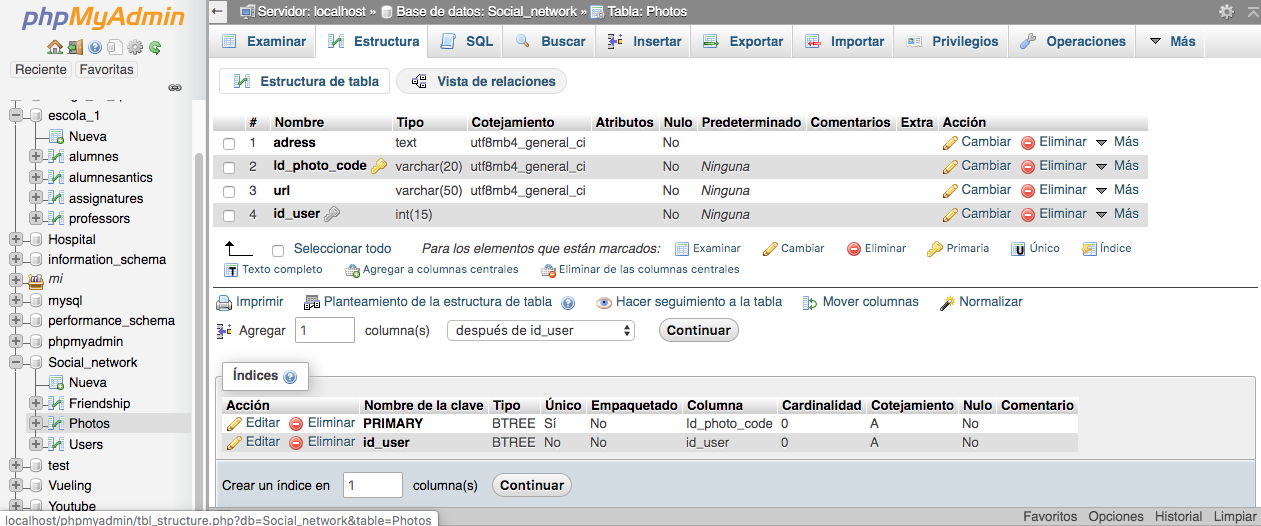 phpMyAdmin
Reciente Favoritas
escola_1
Nueva
alumnes
alumnesantics
assignatures
professors
Hospital
information_schema
mi
mysql
performance_schema
phpmyadmin
Social_network
Nueva
Friendship
Photos
Users
test
Vueling
Youtube
localhost/phpmyadmin/tbl_structure.php?db=Social_network&table=Photos
Servidor: localhost » Base de datos: Social_network » Tabla: Photos
Examinar Estructura SQL Buscar Insertar Exportar Importar Privilegios Operaciones Más
Estructura de tabla Vista de relaciones
# Nombre Tipo Cotejamiento Atributos Nulo Predeterminado Comentarios Extra Acción
1 adress text utf8mb4_general_ci No Cambiar Eliminar Más
2 Id_photo_code varchar(20) utf8mb4_general_ci No Ninguna Cambiar Eliminar Más
3 url varchar(50) utf8mb4_general_ci No Ninguna Cambiar Eliminar Más
4 id_user int(15) No Ninguna Cambiar Eliminar Más
Seleccionar todo Para los elementos que están marcados: Examinar Cambiar Eliminar Primaria Único Índice
Texto completo Agregar a columnas centrales Eliminar de las columnas centrales
Imprimir Planteamiento de la estructura de tabla Hacer seguimiento a la tabla Mover columnas Normalizar
Agregar 1 columna(s) después de id_user Continuar
Índices
Acción Nombre de la clave Tipo Único Empaquetado Columna Cardinalidad Cotejamiento Nulo Comentario
Editar Eliminar PRIMARY BTREE Sí No Id_photo_code 0 A No
Editar Eliminar id_user BTREE No No id_user 0 A No
Crear un índice en 1 columna(s) Continuar
Favoritos Opciones Historial Limpiar